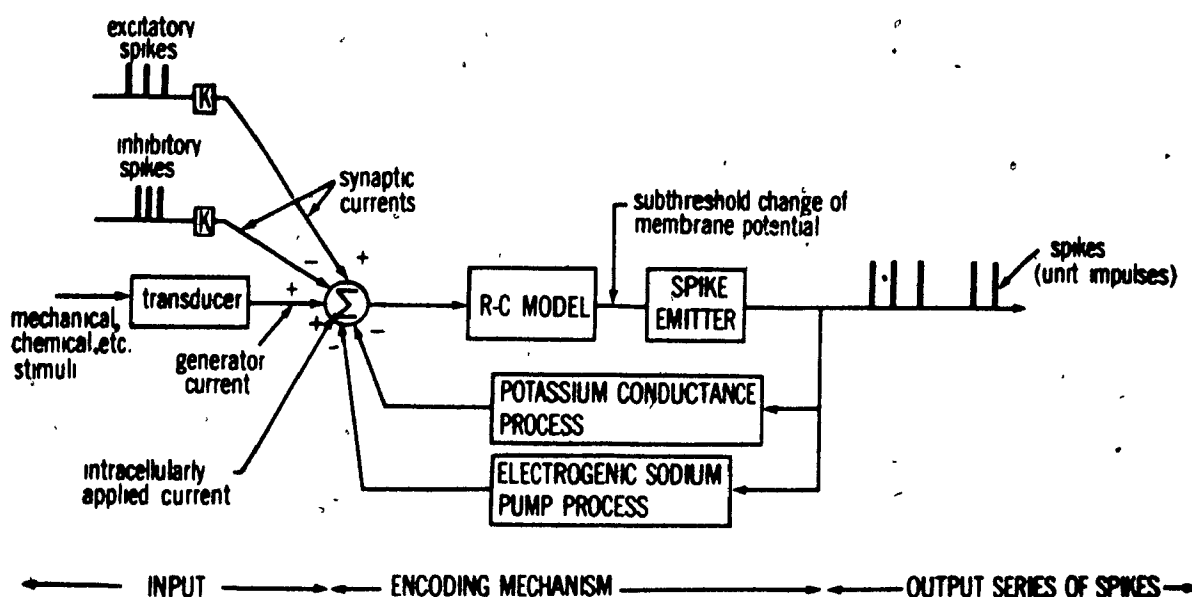 excitatory
spikes
K
inhibitory
spikes
K
synaptic
currents
+
−
subthreshold change of
membrane potential
mechanical,
chemical,etc.
stimuli
transducer
+
generator
current
Σ
+
−
−
R-C MODEL
SPIKE
EMITTER
spikes
(unit impulses)
POTASSIUM CONDUCTANCE
PROCESS
ELECTROGENIC SODIUM
PUMP PROCESS
intracellularly
applied current
INPUT
ENCODING MECHANISM
OUTPUT SERIES OF SPIKES